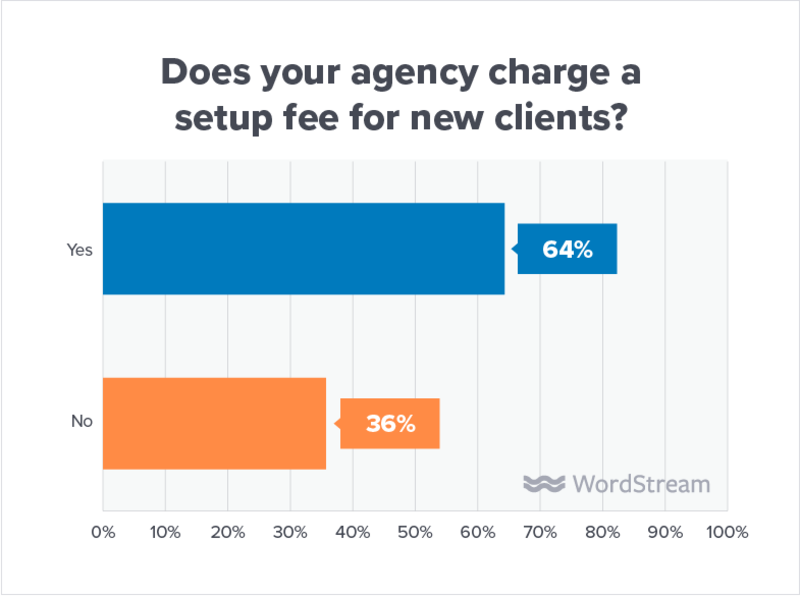 Does your agency charge a
setup fee for new clients?
Yes
64%
No
36%
WordStream
0% 10% 20% 30% 40% 50% 60% 70% 80% 90% 100%